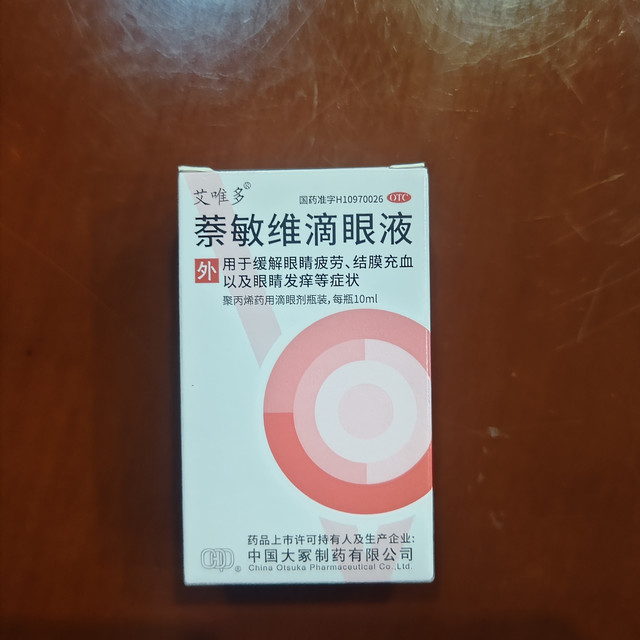 艾唯多®
国药准字H10970026 OTC
萘敏维滴眼液
外 用于缓解眼睛疲劳、结膜充血
以及眼睛发痒等症状
聚丙烯药用滴眼剂瓶装，每瓶10ml
药品上市许可持有人及生产企业:
中国大冢制药有限公司
China Otsuka Pharmaceutical Co.,Ltd.
®